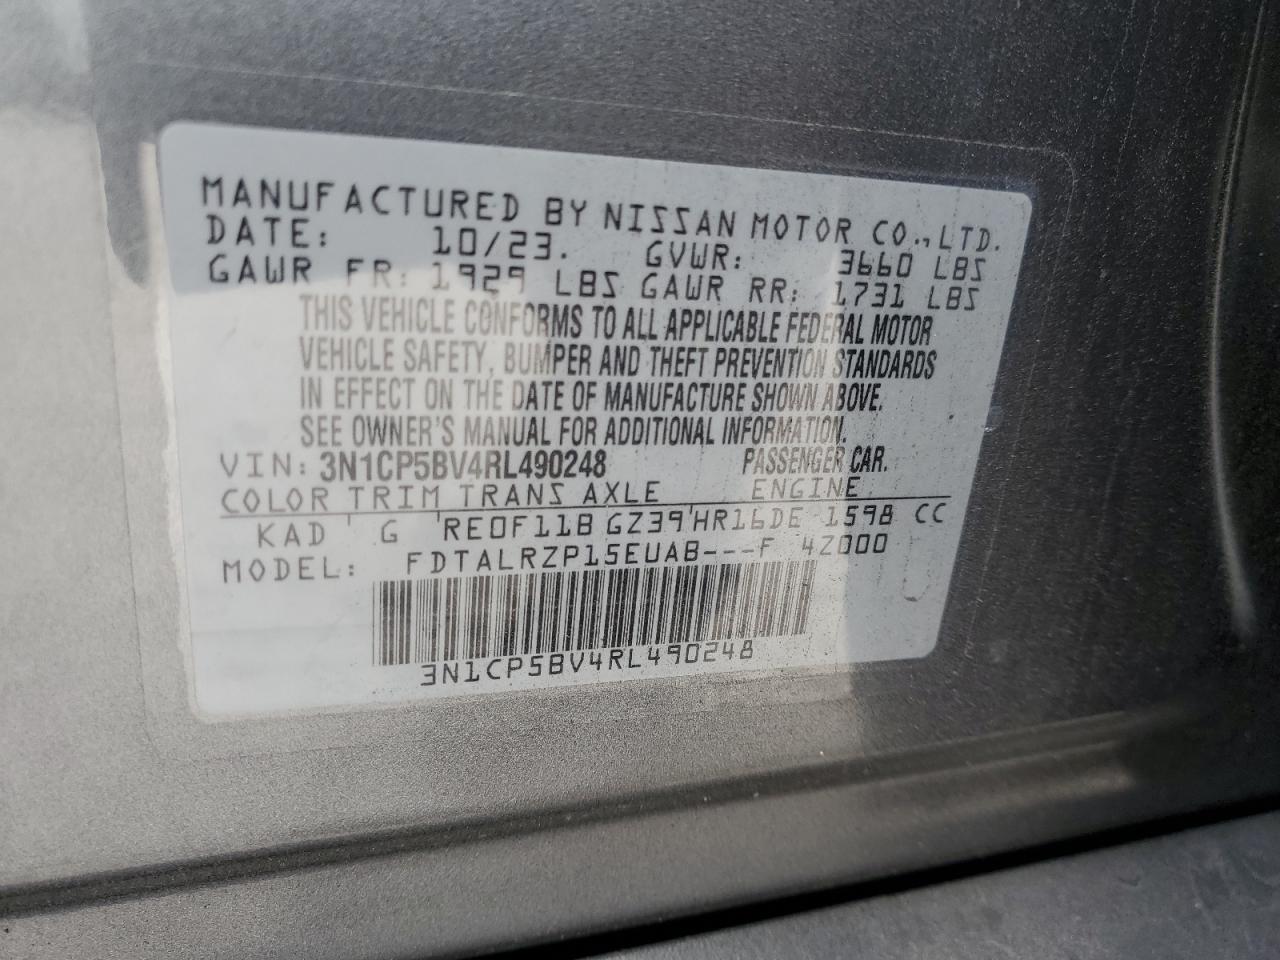 MANUFACTURED BY NISSAN MOTOR CO., LTD.
DATE: 10/23. GVWR: 3660 LBS
GAWR FR: 1929 LBS GAWR RR: 1731 LBS
THIS VEHICLE CONFORMS TO ALL APPLICABLE FEDERAL MOTOR
VEHICLE SAFETY, BUMPER AND THEFT PREVENTION STANDARDS
IN EFFECT ON THE DATE OF MANUFACTURE SHOWN ABOVE.
SEE OWNER'S MANUAL FOR ADDITIONAL INFORMATION.
VIN: 3N1CP5BV4RL490248 PASSENGER CAR.
COLOR TRIM TRANS AXLE ENGINE
KAD ' G RE0F11B GZ39'HR16DE 1598 CC
MODEL: FDTALRZP15EUAB---F 4Z000
3N1CP5BV4RL490248